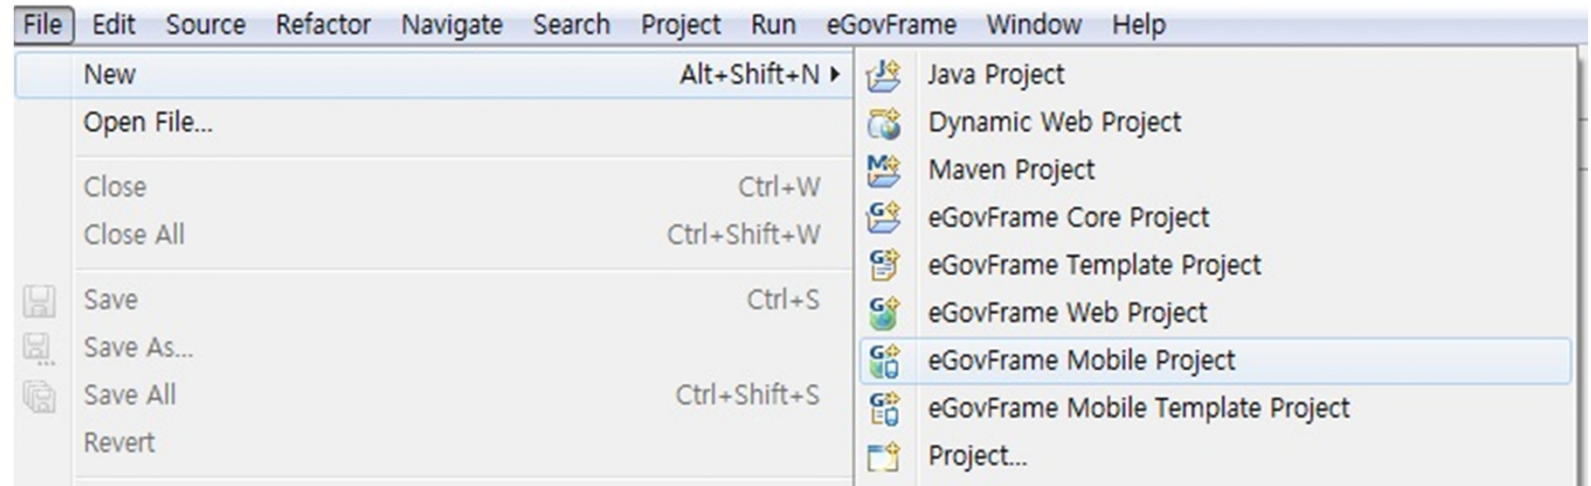 File Edit Source Refactor Navigate Search Project Run eGovFrame Window Help
New Alt+Shift+N
Open File...
Close Ctrl+W
Close All Ctrl+Shift+W
Save Ctrl+S
Save As...
Save All Ctrl+Shift+S
Revert
Java Project
Dynamic Web Project
Maven Project
eGovFrame Core Project
eGovFrame Template Project
eGovFrame Web Project
eGovFrame Mobile Project
eGovFrame Mobile Template Project
Project...